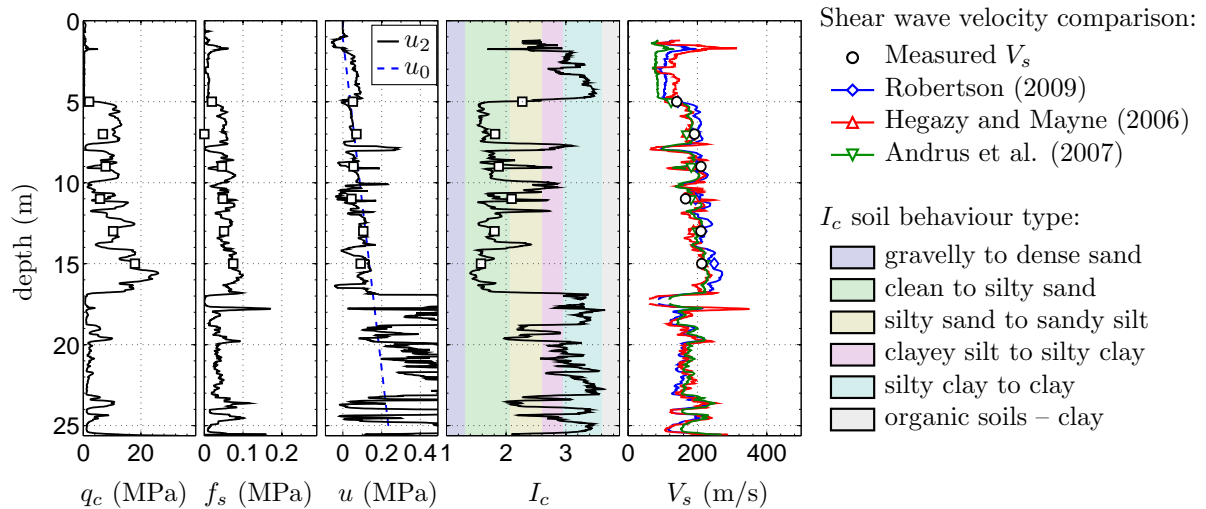 0
5
10
15
20
25
depth (m)
0
20
q_c (MPa)
0
0.1
0.2
f_s (MPa)
0
0.2
0.4
u (MPa)
u_2
u_0
1
2
3
I_c
0
200
400
V_s (m/s)
Shear wave velocity comparison:
Measured V_s
Robertson (2009)
Hegazy and Mayne (2006)
Andrus et al. (2007)
I_c soil behaviour type:
gravelly to dense sand
clean to silty sand
silty sand to sandy silt
clayey silt to silty clay
silty clay to clay
organic soils – clay